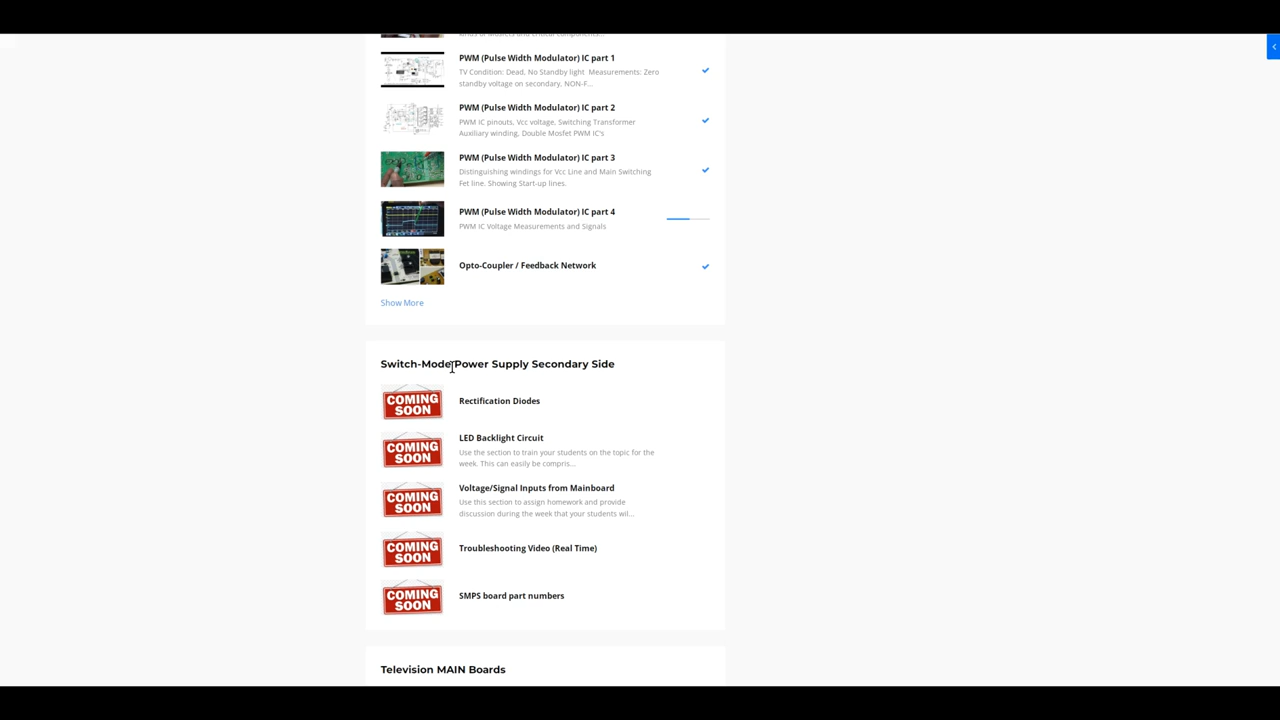 PWM (Pulse Width Modulator) IC part 1
TV Condition: Dead, No Standby light Measurements: Zero
standby voltage on secondary, NON-F...
PWM (Pulse Width Modulator) IC part 2
PWM IC pinouts, Vcc voltage, Switching Transformer
Auxiliary winding, Double Mosfet PWM IC's
PWM (Pulse Width Modulator) IC part 3
Distinguishing windings for Vcc Line and Main Switching
Fet line. Showing Start-up lines.
PWM (Pulse Width Modulator) IC part 4
PWM IC Voltage Measurements and Signals
Opto-Coupler / Feedback Network
Show More
Switch-Mode Power Supply Secondary Side
COMING
SOON
Rectification Diodes
COMING
SOON
LED Backlight Circuit
Use the section to train your students on the topic for the
week. This can easily be compris...
COMING
SOON
Voltage/Signal Inputs from Mainboard
Use this section to assign homework and provide
discussion during the week that your students wil...
COMING
SOON
Troubleshooting Video (Real Time)
COMING
SOON
SMPS board part numbers
Television MAIN Boards